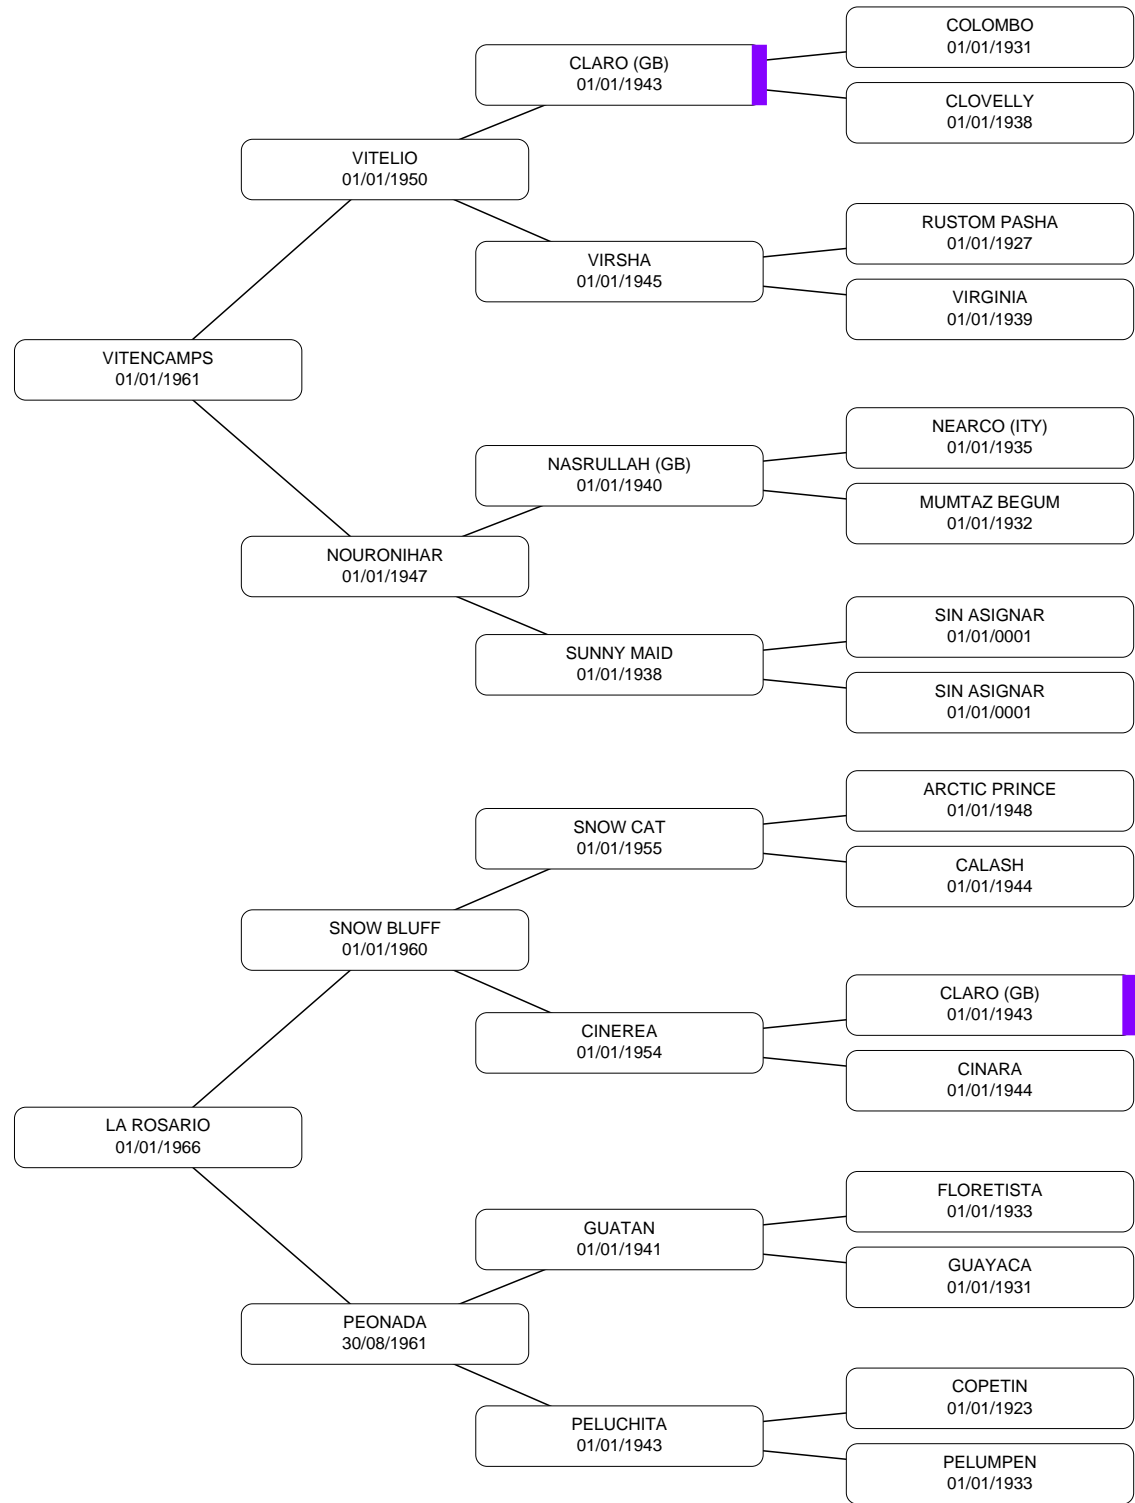 COLOMBO
01/01/1931
CLARO (GB)
01/01/1943
CLOVELLY
01/01/1938
VITELIO
01/01/1950
RUSTOM PASHA
01/01/1927
VIRSHA
01/01/1945
VIRGINIA
01/01/1939
VITENCAMPS
01/01/1961
NEARCO (ITY)
01/01/1935
NASRULLAH (GB)
01/01/1940
MUMTAZ BEGUM
01/01/1932
NOURONIHAR
01/01/1947
SIN ASIGNAR
01/01/0001
SUNNY MAID
01/01/1938
SIN ASIGNAR
01/01/0001
ARCTIC PRINCE
01/01/1948
SNOW CAT
01/01/1955
CALASH
01/01/1944
SNOW BLUFF
01/01/1960
CLARO (GB)
01/01/1943
CINEREA
01/01/1954
CINARA
01/01/1944
LA ROSARIO
01/01/1966
FLORETISTA
01/01/1933
GUATAN
01/01/1941
GUAYACA
01/01/1931
PEONADA
30/08/1961
COPETIN
01/01/1923
PELUCHITA
01/01/1943
PELUMPEN
01/01/1933